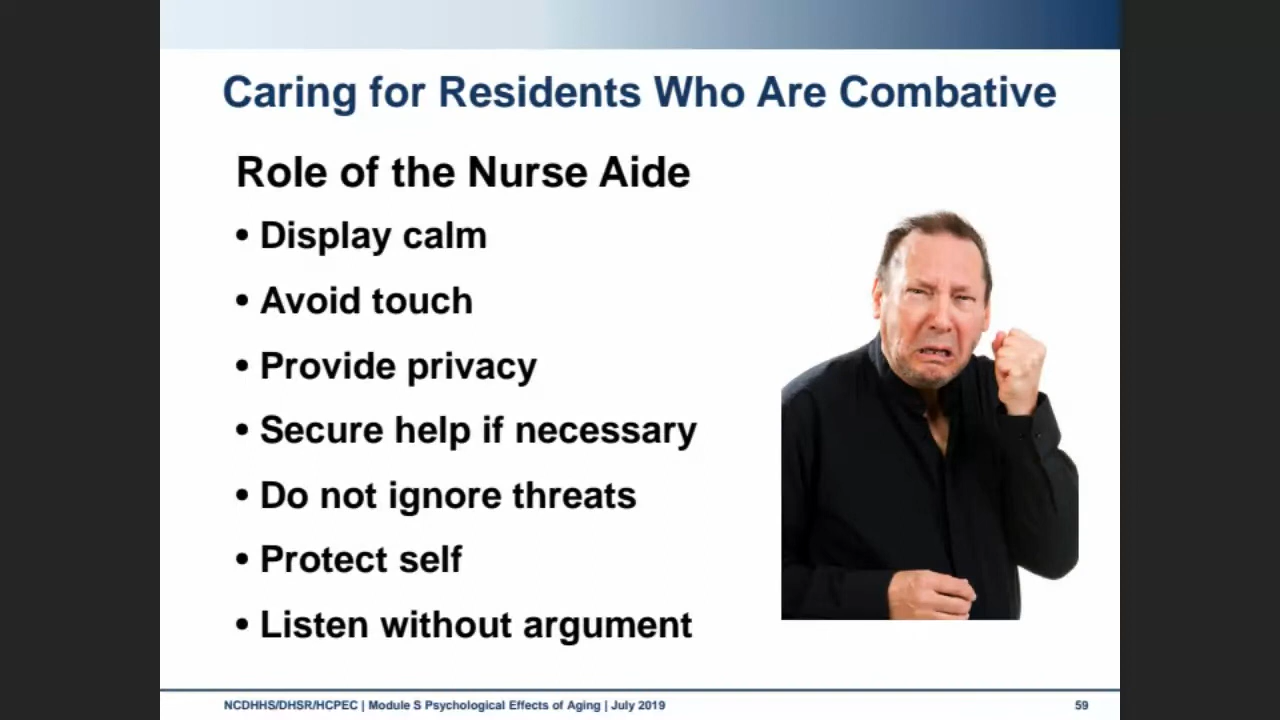 Caring for Residents Who Are Combative
Role of the Nurse Aide
• Display calm
• Avoid touch
• Provide privacy
• Secure help if necessary
• Do not ignore threats
• Protect self
• Listen without argument
NCDHHS/DHSR/HCPEC | Module S Psychological Effects of Aging | July 2019
59